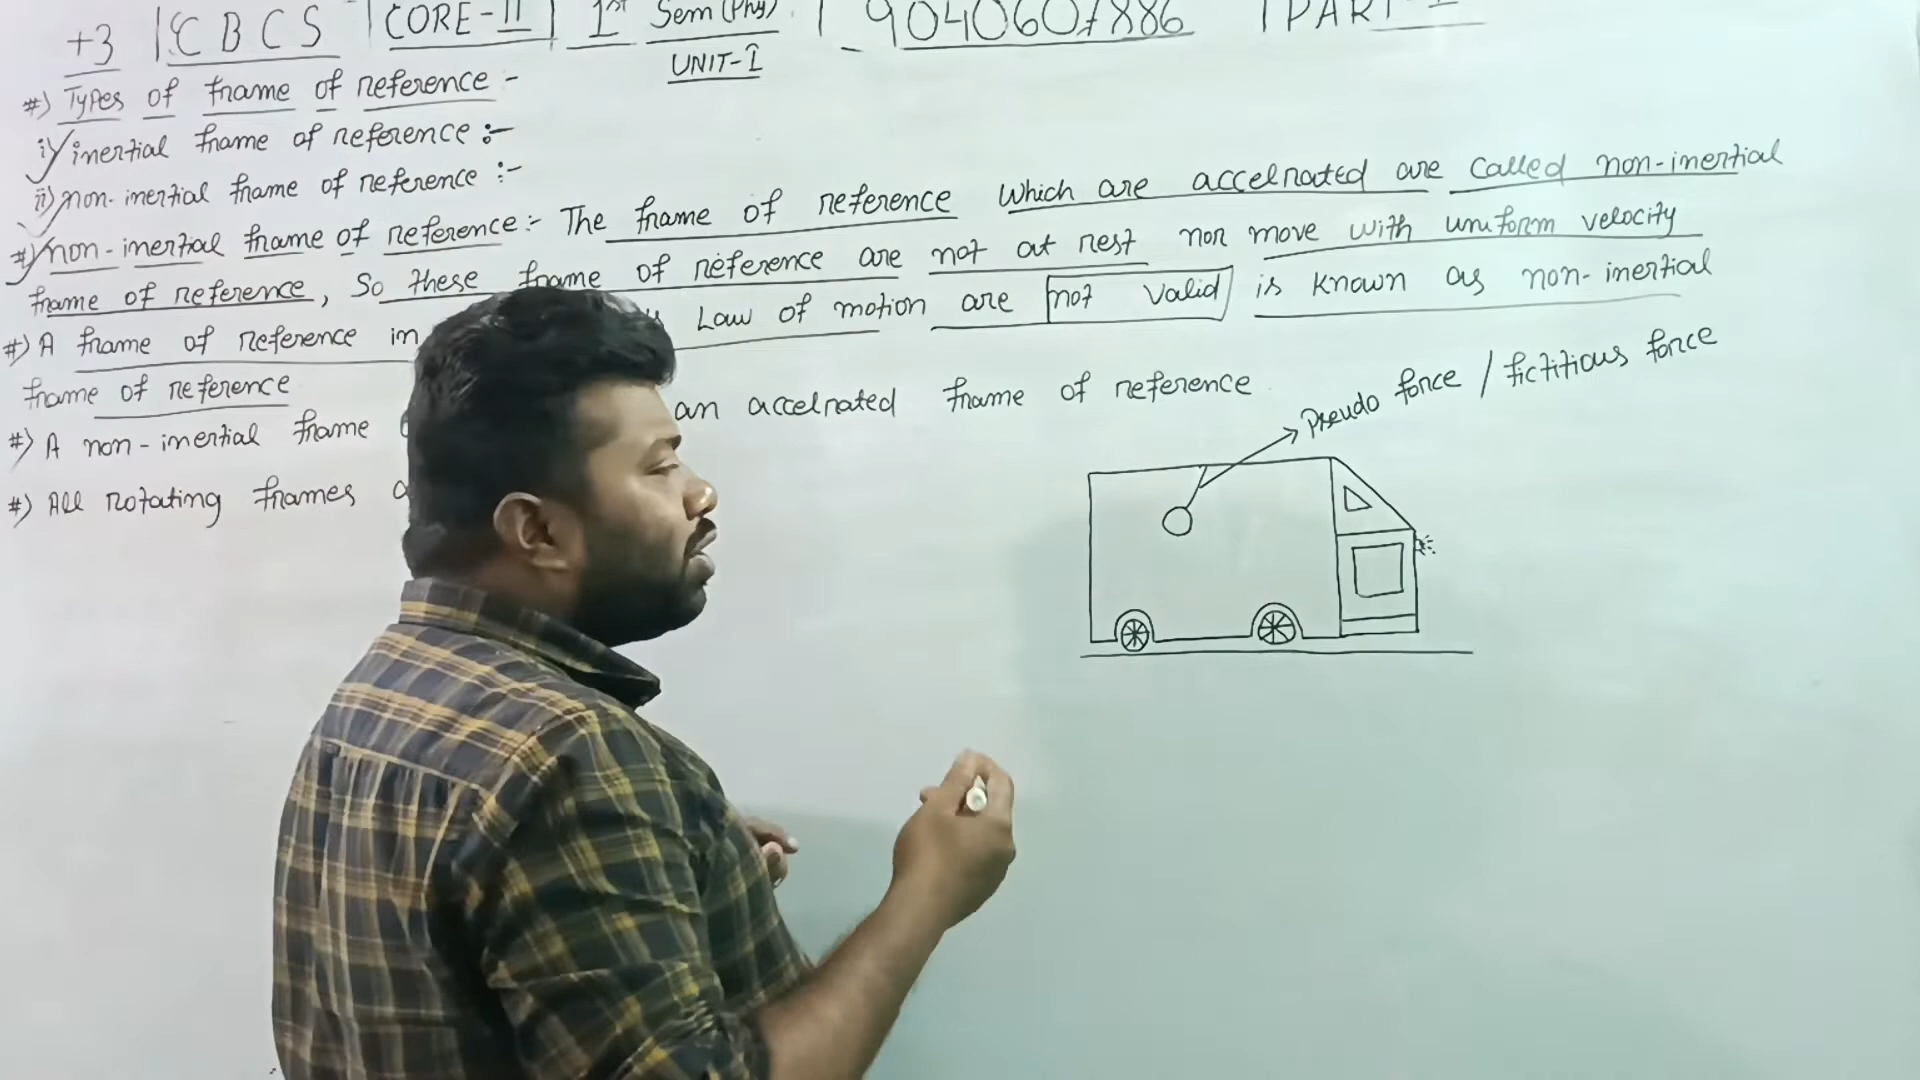 +3 | CBCS | CORE-II | 1st Sem (Phy) | 9040607886 | PART-I
UNIT-I
#) Types of frame of reference :-
i) inertial frame of reference :-
ii) non-inertial frame of reference :-
#) non-inertial frame of reference :- The frame of reference which are accelrated are called non-inertial
frame of reference, So these frame of reference are not at rest nor move with uniform velocity
#) A frame of reference in Law of motion are not valid is known as non-inertial
frame of reference
#) A non-inertial frame an accelrated frame of reference
#) All rotating frames
Pseudo force / fictitious force